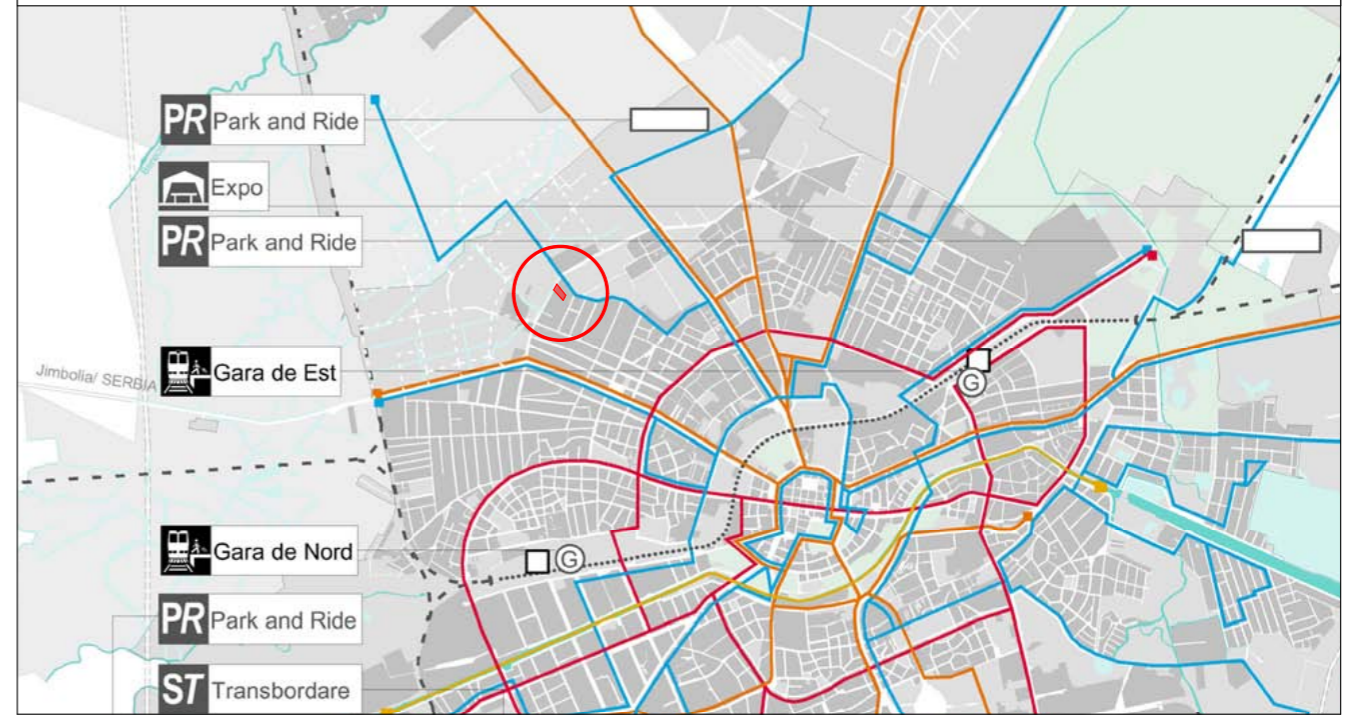 PR Park and Ride
Expo
PR Park and Ride
Jimbolia/ SERBIA
Gara de Est
G
Gara de Nord
G
PR Park and Ride
ST Transbordare